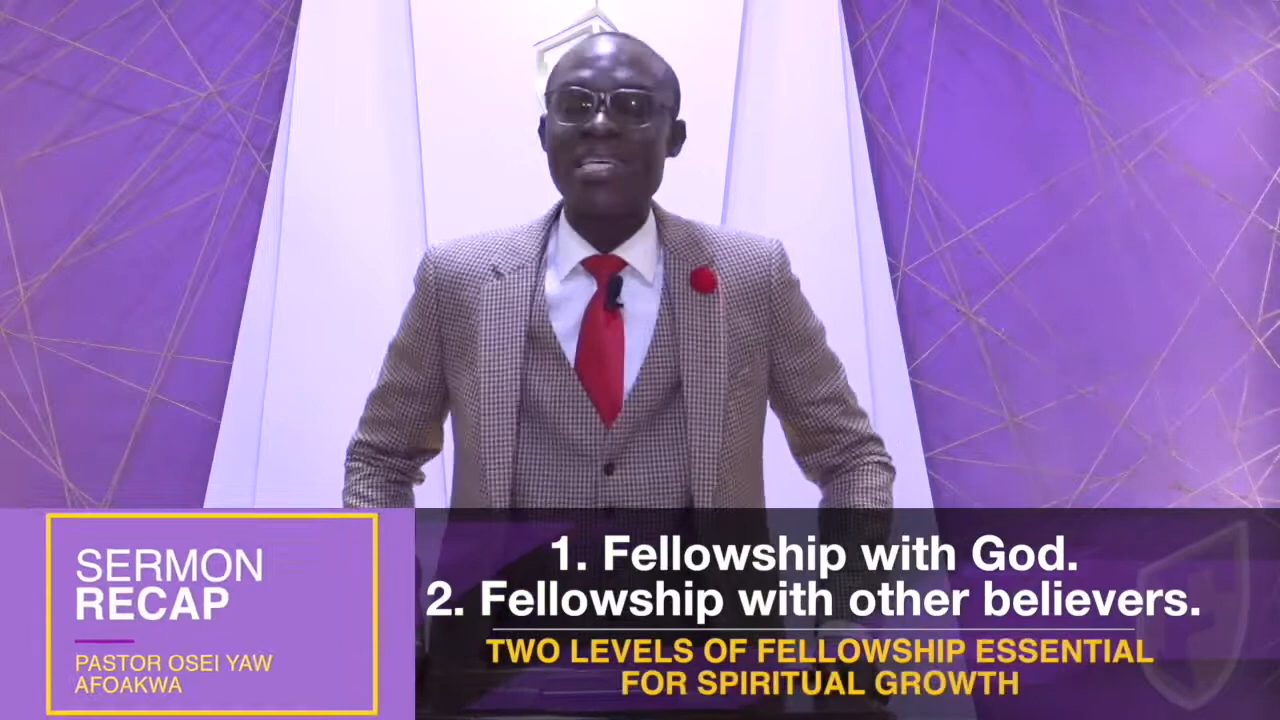 SERMON
RECAP
PASTOR OSEI YAW
AFOAKWA
1. Fellowship with God.
2. Fellowship with other believers.
TWO LEVELS OF FELLOWSHIP ESSENTIAL
FOR SPIRITUAL GROWTH